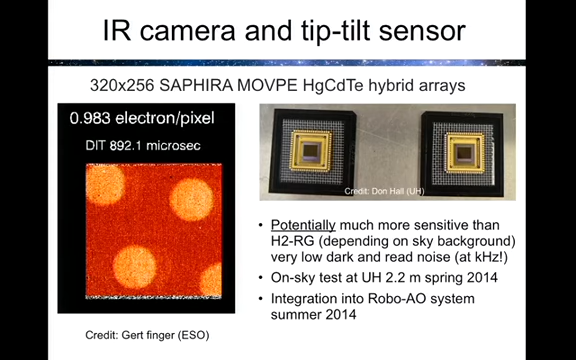 IR camera and tip-tilt sensor
320x256 SAPHIRA MOVPE HgCdTe hybrid arrays
0.983 electron/pixel
DIT 892.1 microsec
Credit: Don Hall (UH)
• Potentially much more sensitive than
H2-RG (depending on sky background)
very low dark and read noise (at kHz!)
• On-sky test at UH 2.2 m spring 2014
• Integration into Robo-AO system
summer 2014
Credit: Gert finger (ESO)